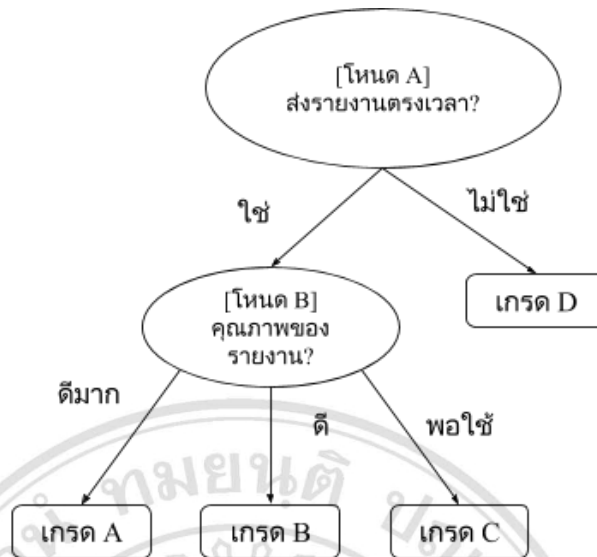 [โหนด A]
ส่งรายงานตรงเวลา?
ใช่
ไม่ใช่
[โหนด B]
คุณภาพของ
รายงาน?
เกรด D
ดีมาก
ดี
พอใช้
เกรด A
เกรด B
เกรด C